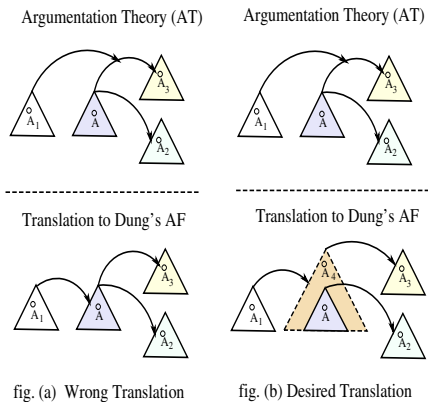 Argumentation Theory (AT)
A3
A1
A
A2
Translation to Dung's AF
A3
A1
A
A2
fig. (a) Wrong Translation
Argumentation Theory (AT)
A3
A1
A
A2
Translation to Dung's AF
A4
A3
A1
A
A2
fig. (b) Desired Translation